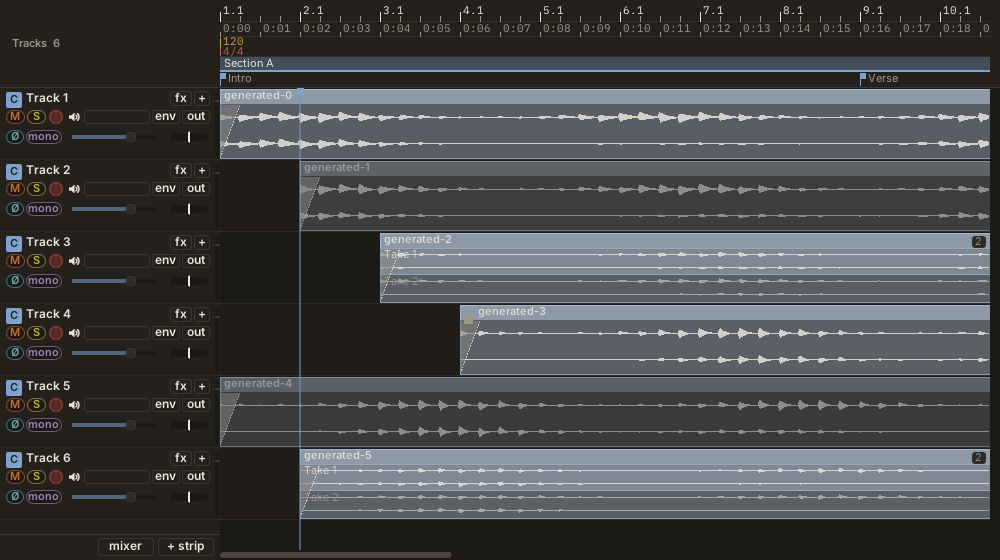 1.1 2.1 3.1 4.1 5.1 6.1 7.1 8.1 9.1 10.1
0:00 0:01 0:02 0:03 0:04 0:05 0:06 0:07 0:08 0:09 0:10 0:11 0:12 0:13 0:14 0:15 0:16 0:17 0:18 0
Tracks 6
120
4/4
Section A
Intro Verse
C Track 1 fx +
generated-0
M S env out
Ø mono
C Track 2 fx +
generated-1
M S env out
Ø mono
C Track 3 fx +
generated-2 2
Take 1
M S env out
Ø mono
Take 2
C Track 4 fx +
generated-3
M S env out
Ø mono
C Track 5 fx +
generated-4
M S env out
Ø mono
C Track 6 fx +
generated-5 2
Take 1
M S env out
Ø mono
Take 2
mixer + strip